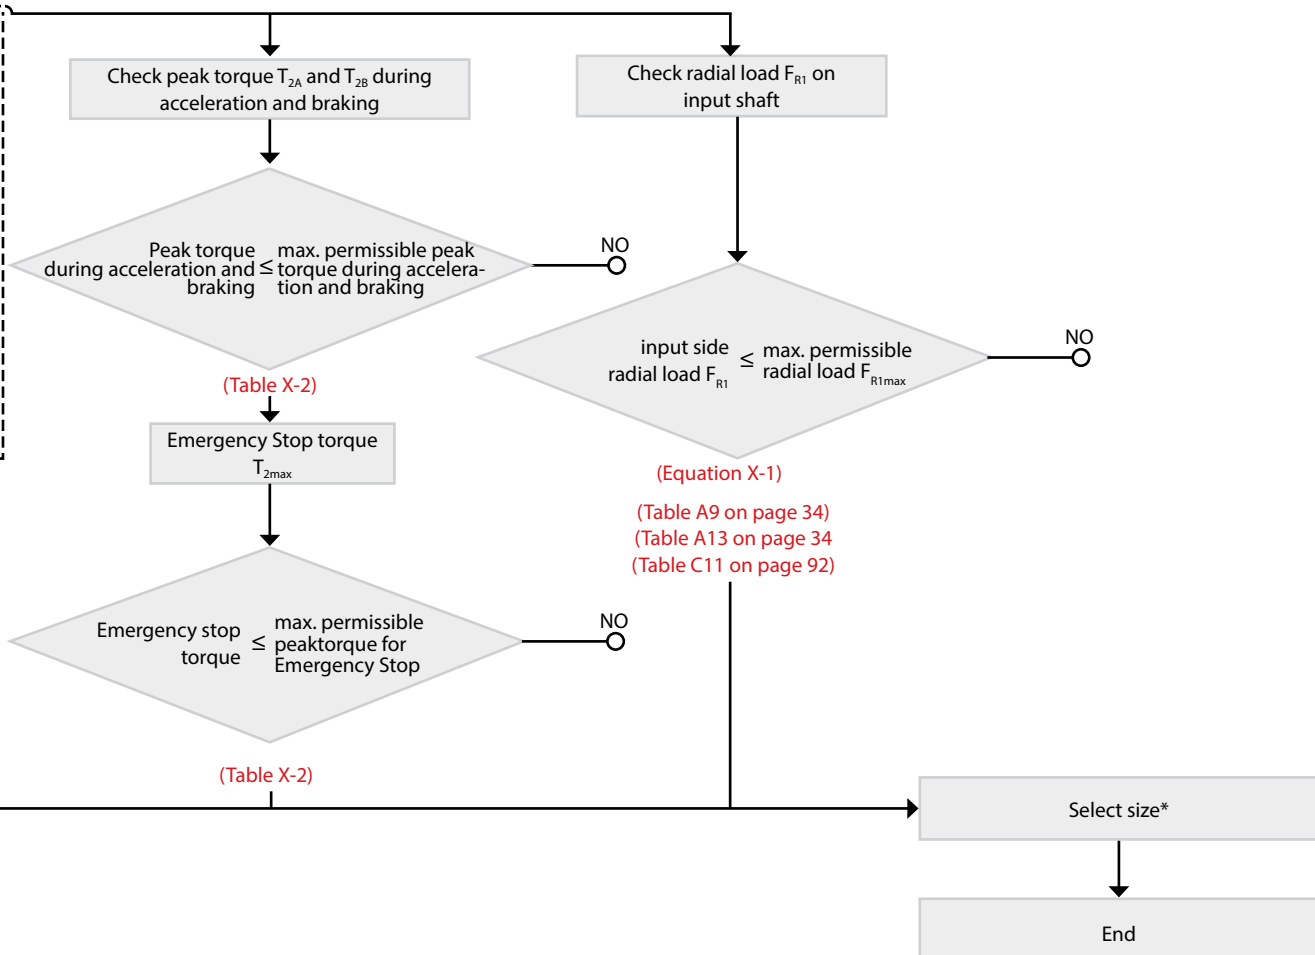 Check peak torque T2A and T2B during
acceleration and braking
Peak torque
during acceleration and
braking
≤
max. permissible peak
torque during accelera-
tion and braking
NO
(Table X-2)
Emergency Stop torque
T2max
Emergency stop
torque
≤
max. permissible
peaktorque for
Emergency Stop
NO
(Table X-2)
Check radial load FR1 on
input shaft
input side
radial load FR1
≤
max. permissible
radial load FR1max
NO
(Equation X-1)
(Table A9 on page 34)
(Table A13 on page 34
(Table C11 on page 92)
Select size*
End